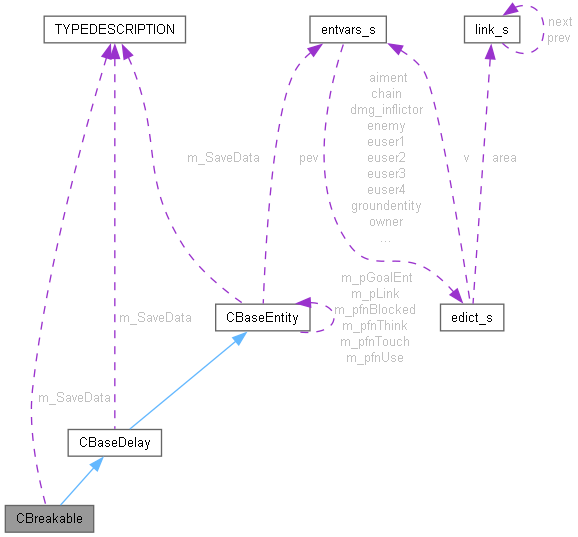 TYPEDESCRIPTION
entvars_s
link_s
next
prev
aiment
chain
dmg_inflictor
enemy
euser1
euser2
euser3
euser4
groundentity
owner
...
m_SaveData
pev
v
area
m_pGoalEnt
m_pLink
m_pfnBlocked
m_pfnThink
m_pfnTouch
m_pfnUse
m_SaveData
CBaseEntity
edict_s
m_SaveData
CBaseDelay
CBreakable